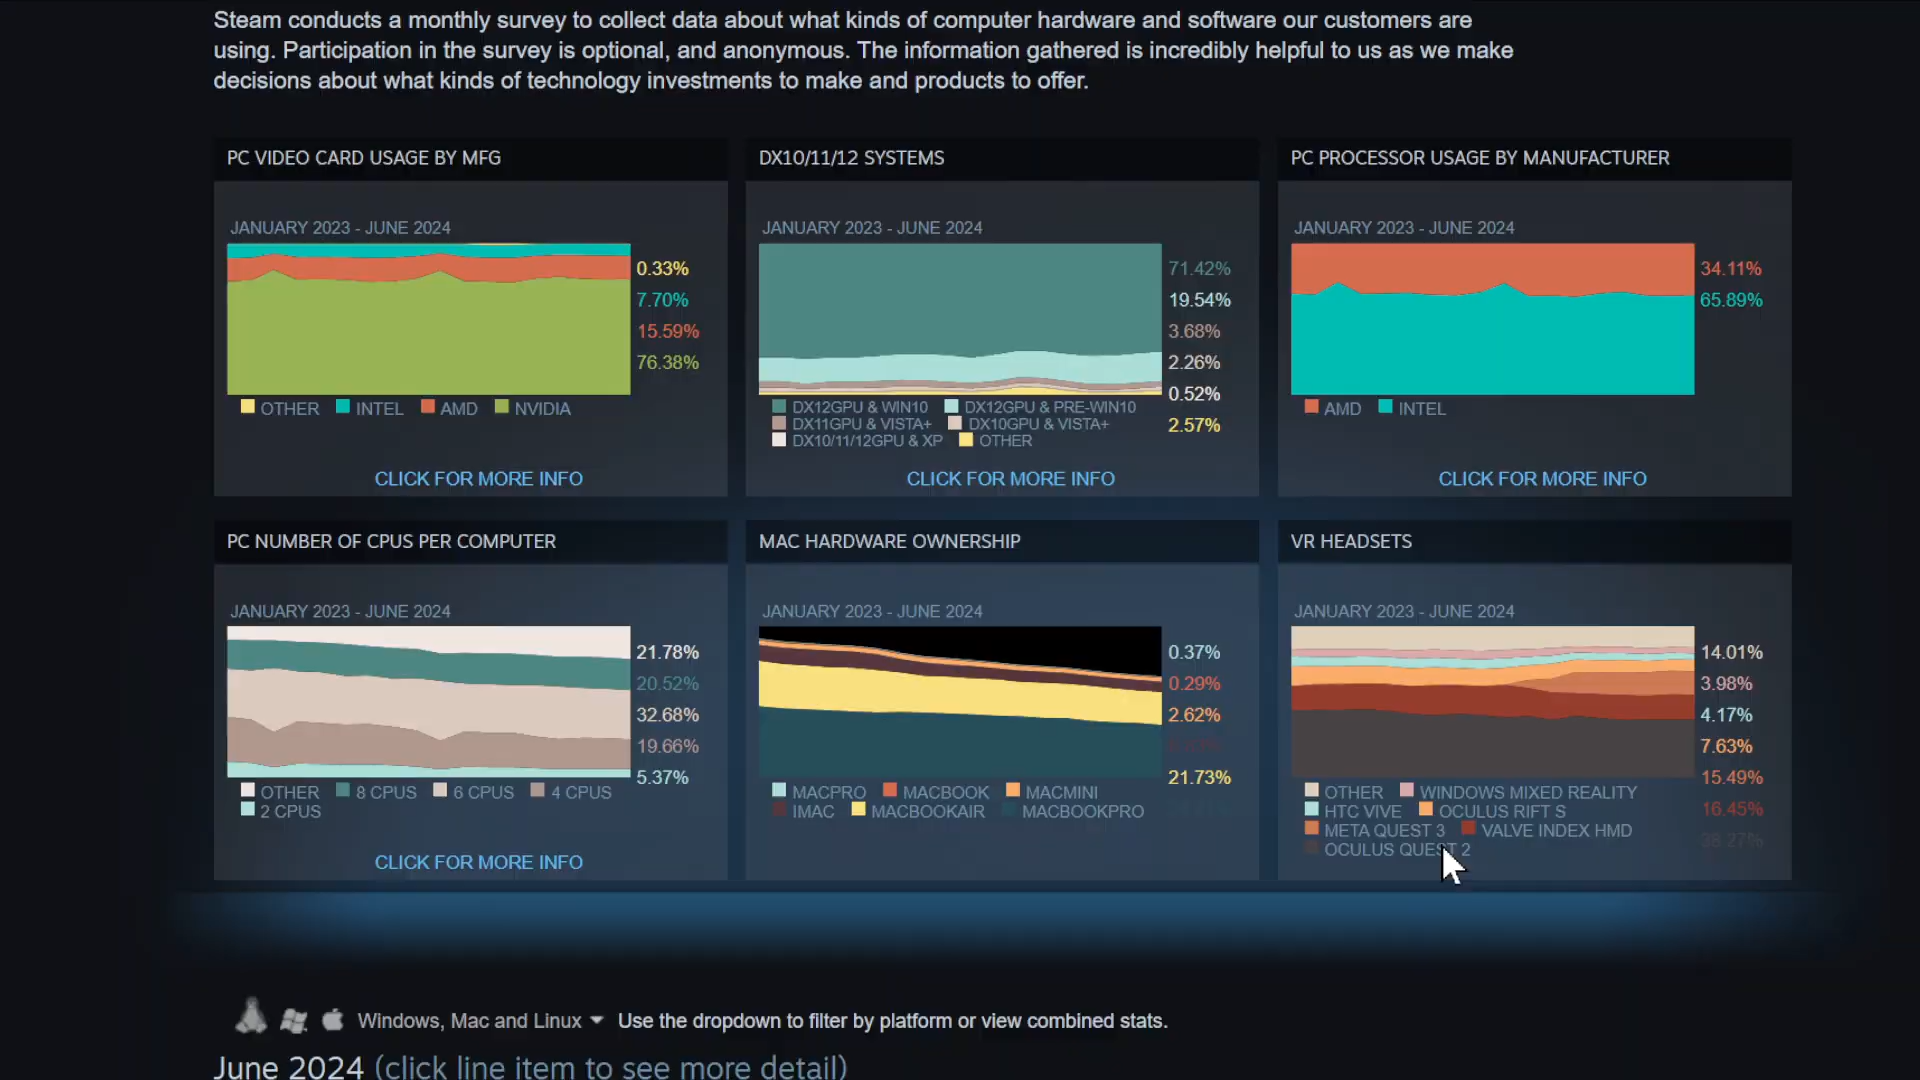 Steam conducts a monthly survey to collect data about what kinds of computer hardware and software our customers are
using. Participation in the survey is optional, and anonymous. The information gathered is incredibly helpful to us as we make
decisions about what kinds of technology investments to make and products to offer.
PC VIDEO CARD USAGE BY MFG
JANUARY 2023 - JUNE 2024
0.33%
7.70%
15.59%
76.38%
OTHER INTEL AMD NVIDIA
CLICK FOR MORE INFO
DX10/11/12 SYSTEMS
JANUARY 2023 - JUNE 2024
71.42%
19.54%
3.68%
2.26%
0.52%
2.57%
DX12GPU & WIN10 DX12GPU & PRE-WIN10
DX11GPU & VISTA+ DX10GPU & VISTA+
DX10/11/12GPU & XP OTHER
CLICK FOR MORE INFO
PC PROCESSOR USAGE BY MANUFACTURER
JANUARY 2023 - JUNE 2024
34.11%
65.89%
AMD INTEL
CLICK FOR MORE INFO
PC NUMBER OF CPUS PER COMPUTER
JANUARY 2023 - JUNE 2024
21.78%
20.52%
32.68%
19.66%
5.37%
OTHER 8 CPUS 6 CPUS 4 CPUS
2 CPUS
CLICK FOR MORE INFO
MAC HARDWARE OWNERSHIP
JANUARY 2023 - JUNE 2024
0.37%
0.29%
2.62%
21.73%
MACPRO MACBOOK MACMINI
IMAC MACBOOKAIR MACBOOKPRO
VR HEADSETS
JANUARY 2023 - JUNE 2024
14.01%
3.98%
4.17%
7.63%
15.49%
16.45%
OTHER WINDOWS MIXED REALITY
HTC VIVE OCULUS RIFT S
META QUEST 3 VALVE INDEX HMD
OCULUS QUEST 2
Windows, Mac and Linux Use the dropdown to filter by platform or view combined stats.
June 2024 (click line item to see more detail)